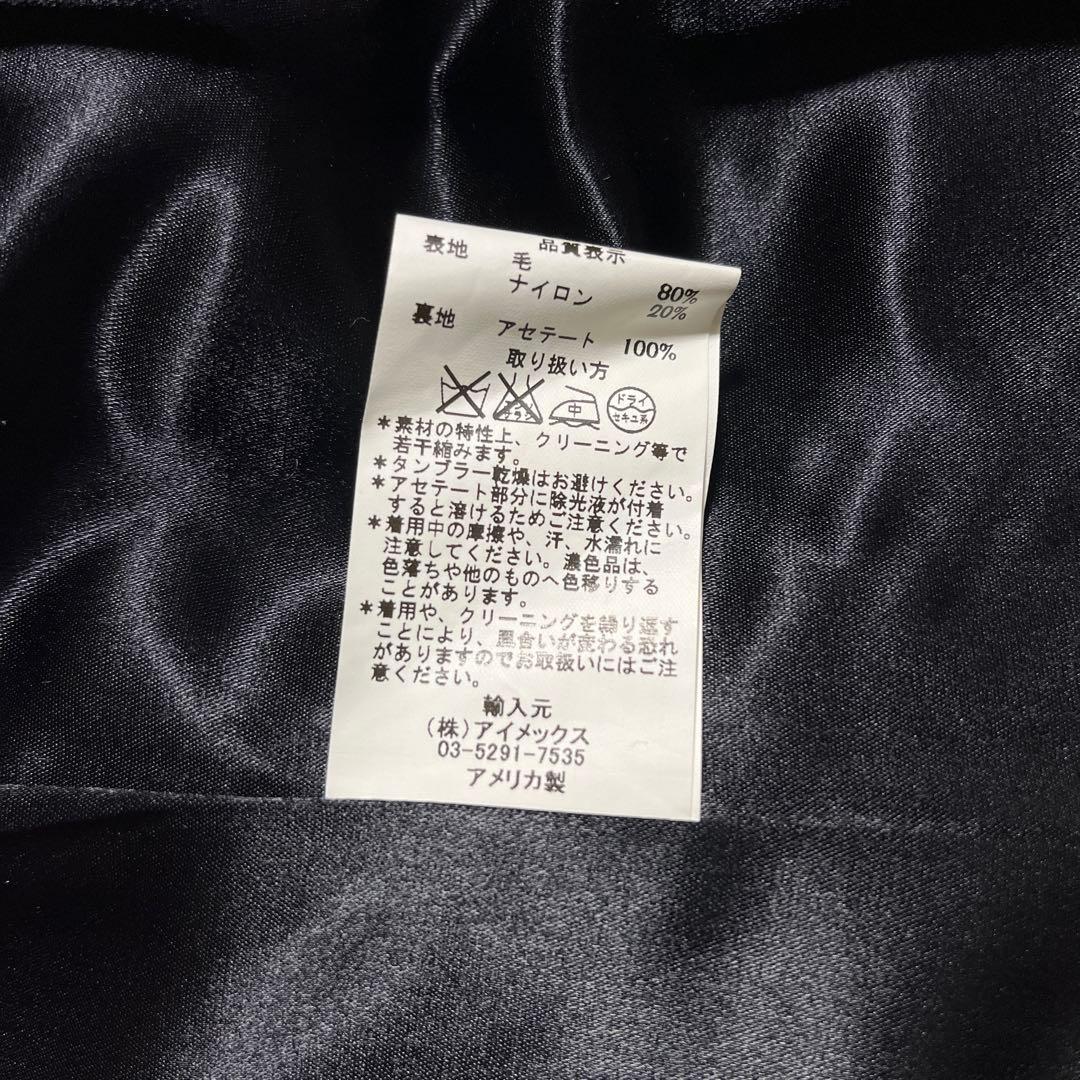 品質表示
表地 毛 80%
ナイロン 20%
裏地 アセテート 100%
取り扱い方
中 ドライ セキユ系
*素材の特性上、クリーニング等で
若干縮みます。
*タンブラー乾燥はお避けください。
*アセテート部分に除光液が付着
すると溶けるためご注意ください。
*着用中の摩擦や、汗、水濡れに
注意してください。濃色品は、
色落ちや他のものへ色移りする
ことがあります。
*着用や、クリーニングを繰り返す
ことにより、風合いが変わる恐れ
がありますのでお取扱いにはご注
意ください。
輸入元
(株)アイメックス
03-5291-7535
アメリカ製